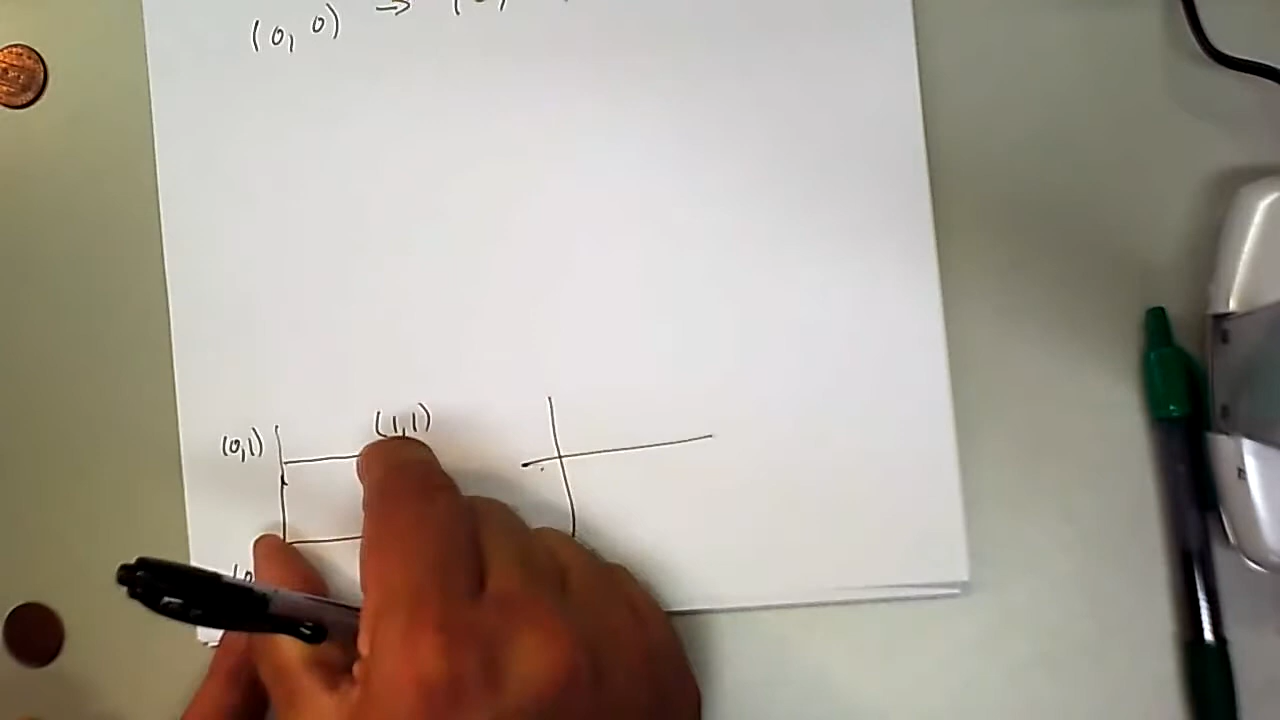 (0, 0) →
(1,1)
(0,1)